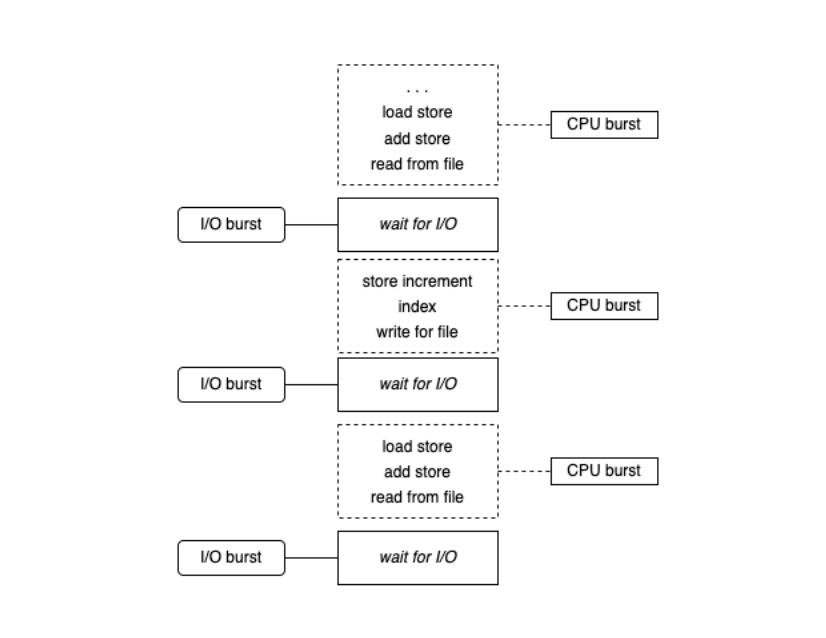 . . .
load store
CPU burst
add store
read from file
I/O burst
wait for I/O
store increment
index
CPU burst
write for file
I/O burst
wait for I/O
load store
add store
CPU burst
read from file
I/O burst
wait for I/O